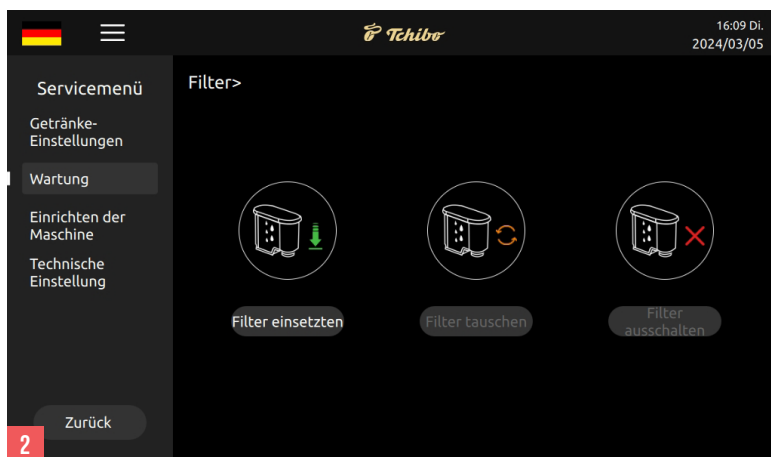 Tchibo
16:09 Di.
2024/03/05
Servicemenü
Getränke-
Einstellungen
Wartung
Einrichten der
Maschine
Technische
Einstellung
Zurück
2
Filter>
Filter einsetzten
Filter tauschen
Filter
ausschalten